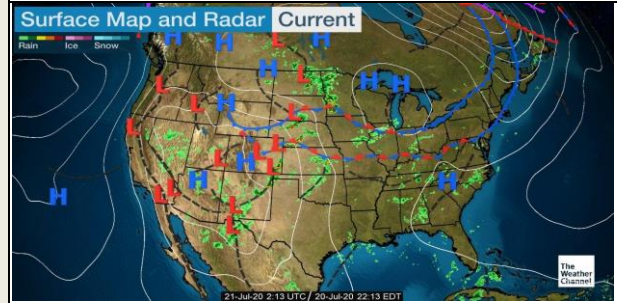 Surface Map and Radar Current
Rain Ice Snow
H H L H
H L
L H H
L H L
L
L L
L H L
H H
H L L
L
L
The
Weather
Channel
21-Jul-20 2:13 UTC / 20-Jul-20 22:13 EDT